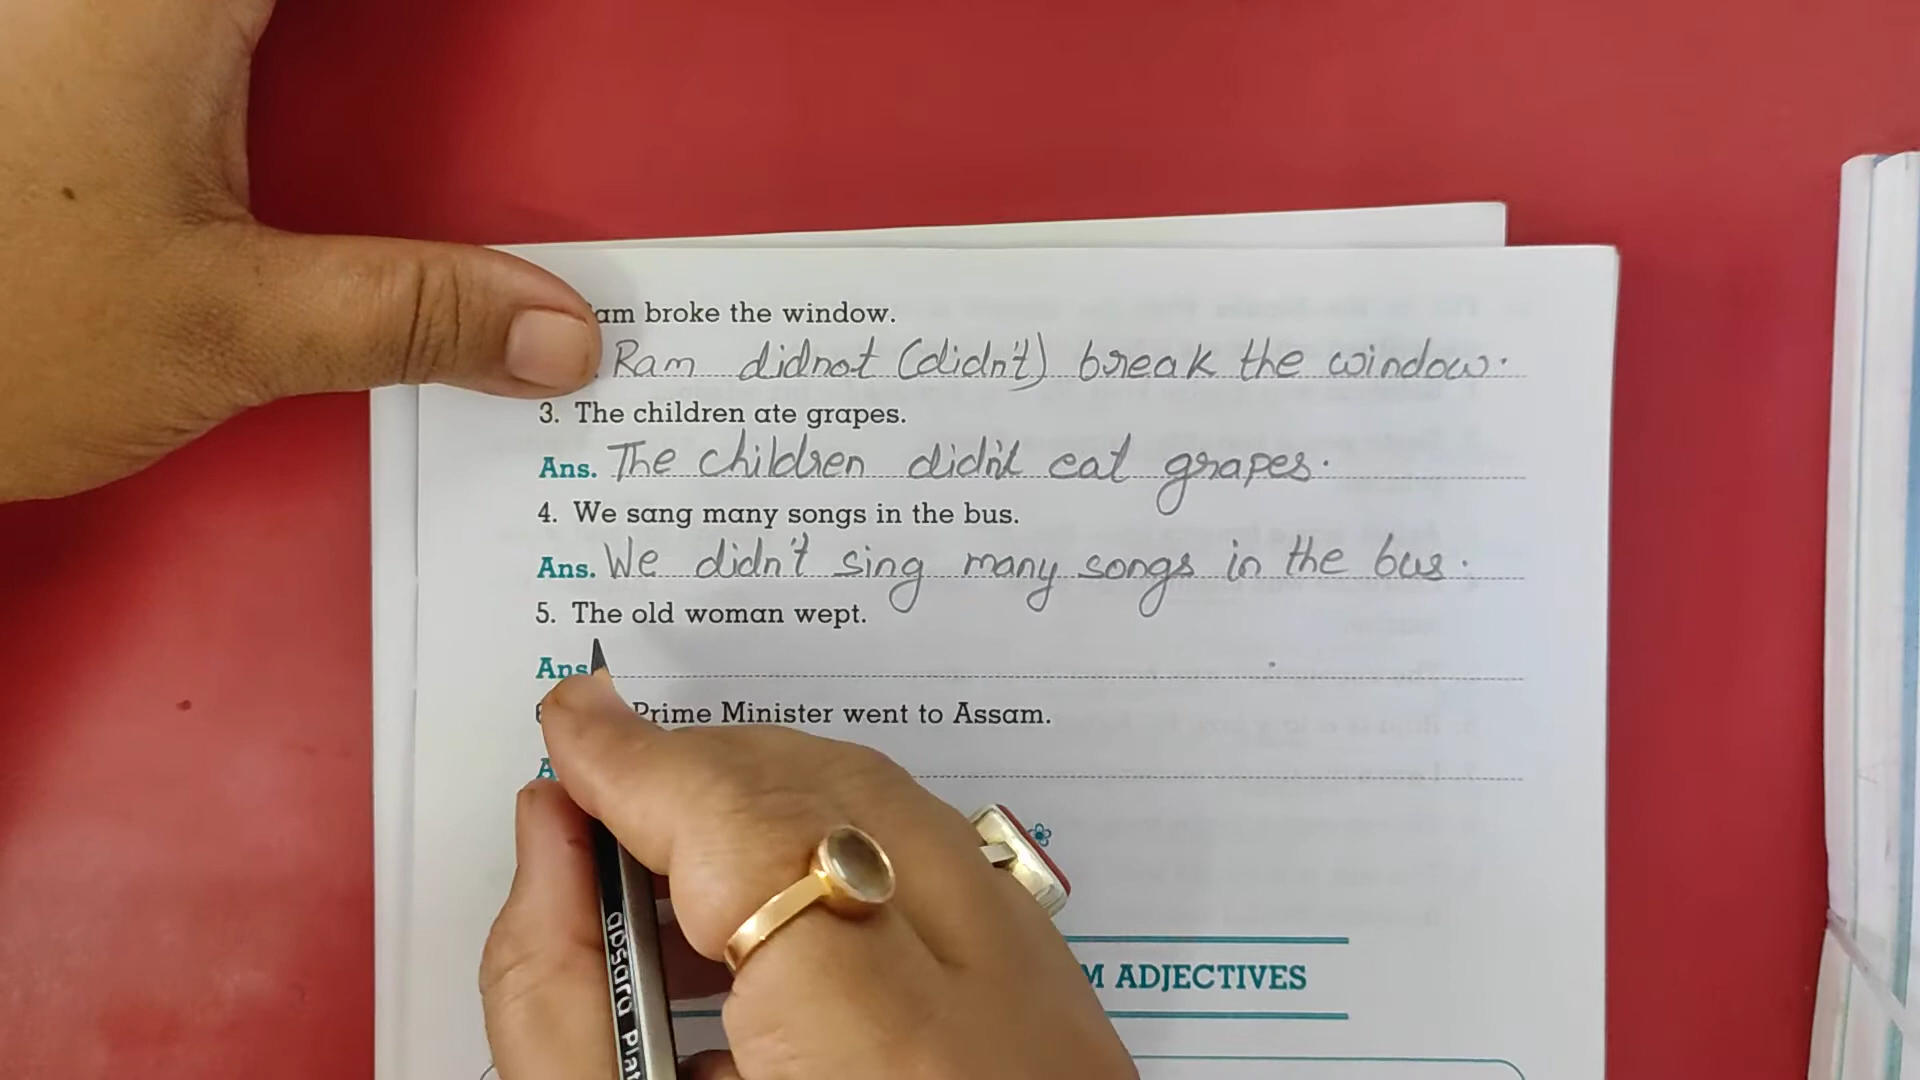 am broke the window.
Ram didnot (didn't) break the window.
3. The children ate grapes.
Ans. The children didn't eat grapes.
4. We sang many songs in the bus.
Ans. We didn't sing many songs in the bus.
5. The old woman wept.
Ans
Prime Minister went to Assam.
A
M ADJECTIVES
apsara Plat